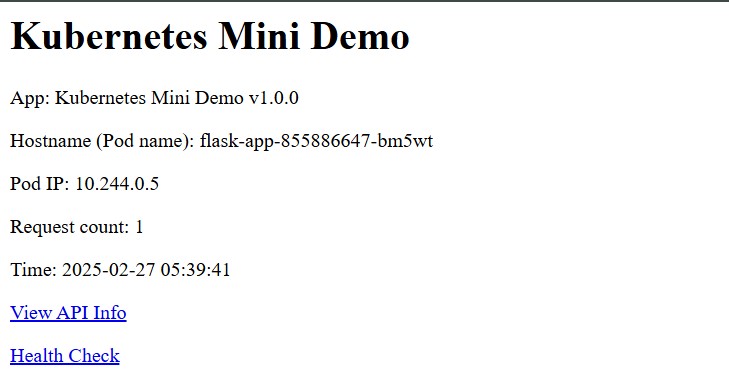 Kubernetes Mini Demo
App: Kubernetes Mini Demo v1.0.0
Hostname (Pod name): flask-app-855886647-bm5wt
Pod IP: 10.244.0.5
Request count: 1
Time: 2025-02-27 05:39:41
View API Info
Health Check